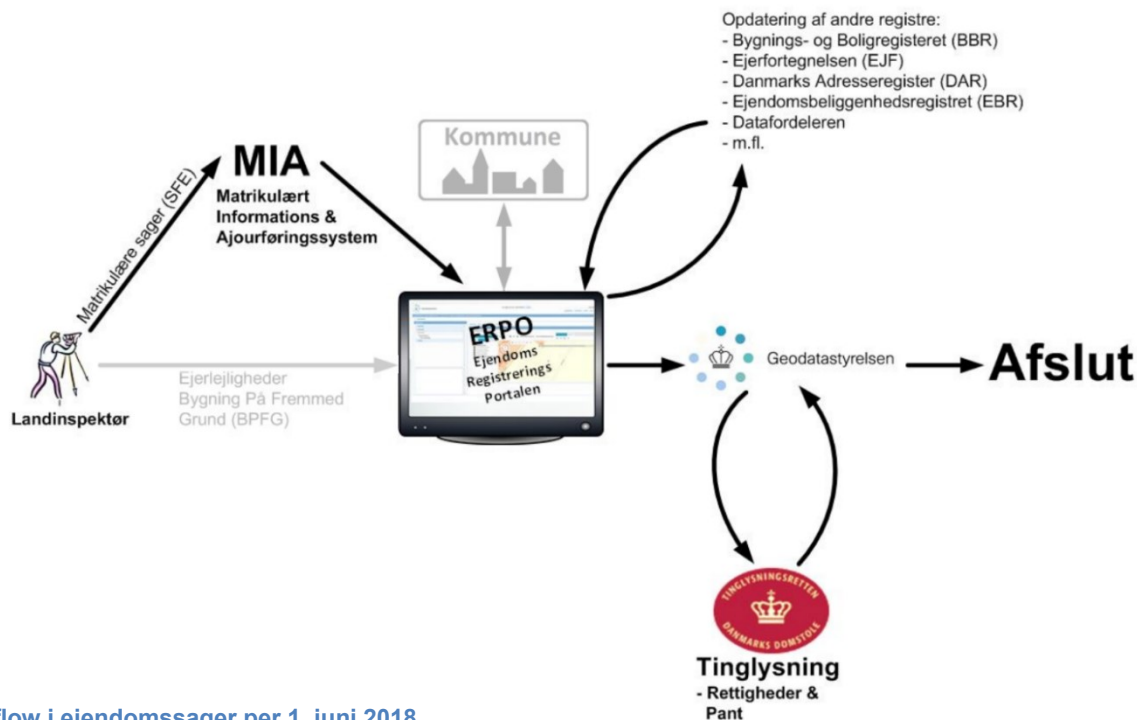 Opdatering af andre registre:
- Bygnings- og Boligregisteret (BBR)
- Ejerfortegnelsen (EJF)
- Danmarks Adresseregister (DAR)
- Ejendomsbeliggenhedsregistret (EBR)
- Datafordeleren
- m.fl.
Kommune
MIA
Matrikulært
Informations &
Ajourføringssystem
Matrikulære sager (SFE)
Landinspektør
Ejerlejligheder
Bygning På Fremmed
Grund (BPFG)
ERPO
Ejendoms
Registrerings
Portalen
Geodatastyrelsen
Afslut
TINGLYSNINGSRETTEN
DANMARKS DOMSTOLE
Tinglysning
- Rettigheder &
Pant
flow i ejendomssager per 1. juni 2018